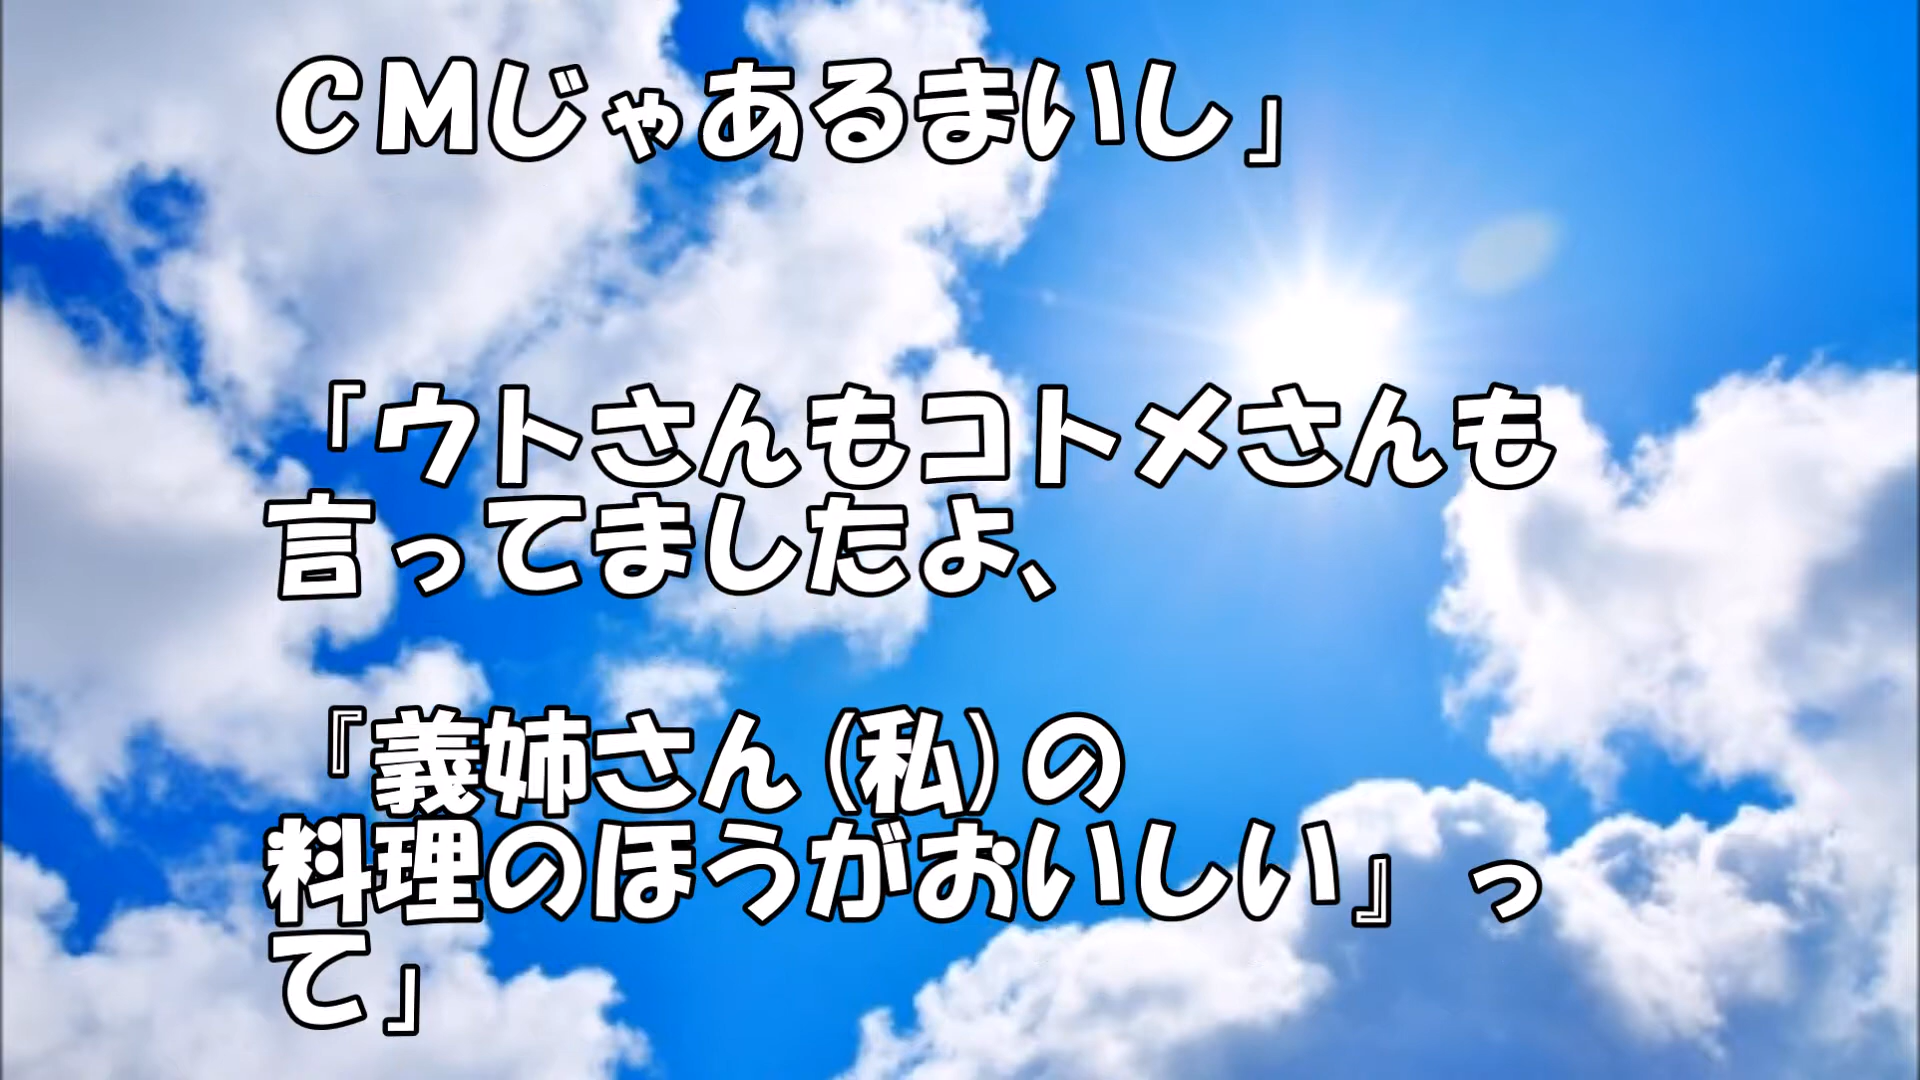 ＣＭじゃあるまいし」
「ウトさんもコトメさんも
言ってましたよ、
『義姉さん(私)の
料理のほうがおいしい』っ
て」